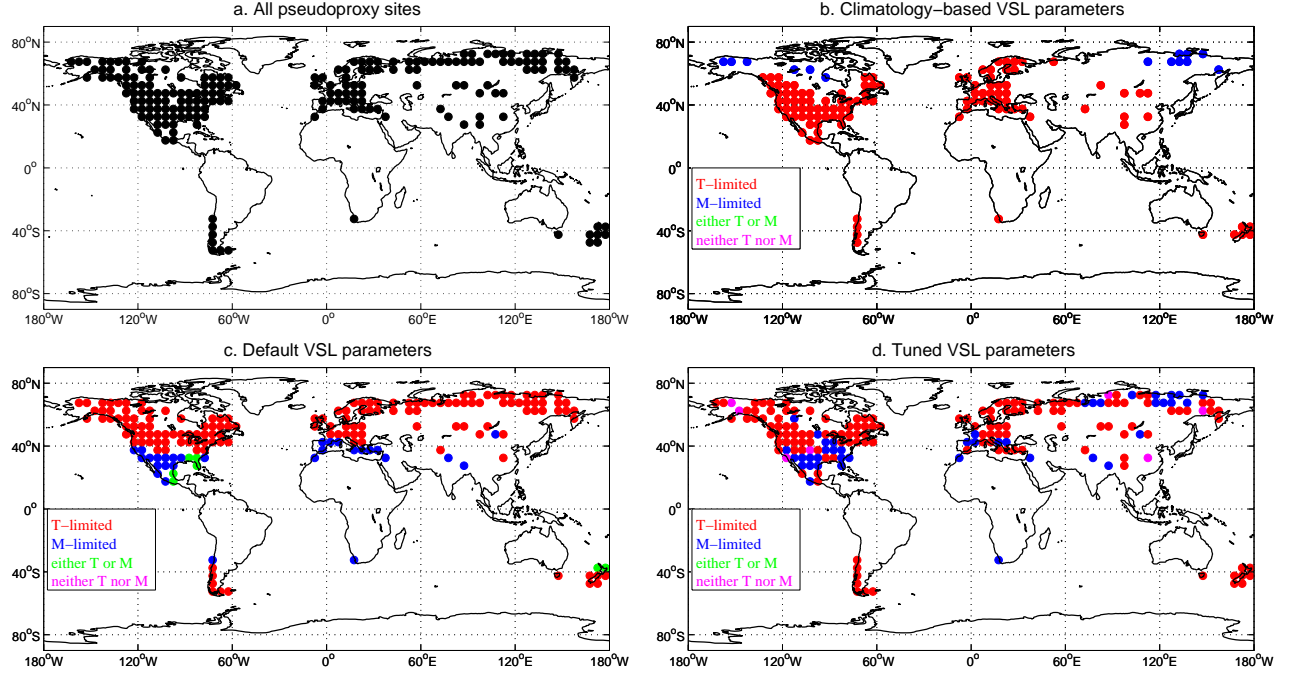 a. All pseudoproxy sites
80°N
40°N
0°
40°S
80°S
180°W
120°W
60°W
0°
60°E
120°E
180°W
b. Climatology−based VSL parameters
80°N
40°N
0°
40°S
80°S
T−limited
M−limited
either T or M
neither T nor M
180°W
120°W
60°W
0°
60°E
120°E
180°W
c. Default VSL parameters
80°N
40°N
0°
40°S
80°S
T−limited
M−limited
either T or M
neither T nor M
180°W
120°W
60°W
0°
60°E
120°E
180°W
d. Tuned VSL parameters
80°N
40°N
0°
40°S
80°S
T−limited
M−limited
either T or M
neither T nor M
180°W
120°W
60°W
0°
60°E
120°E
180°W